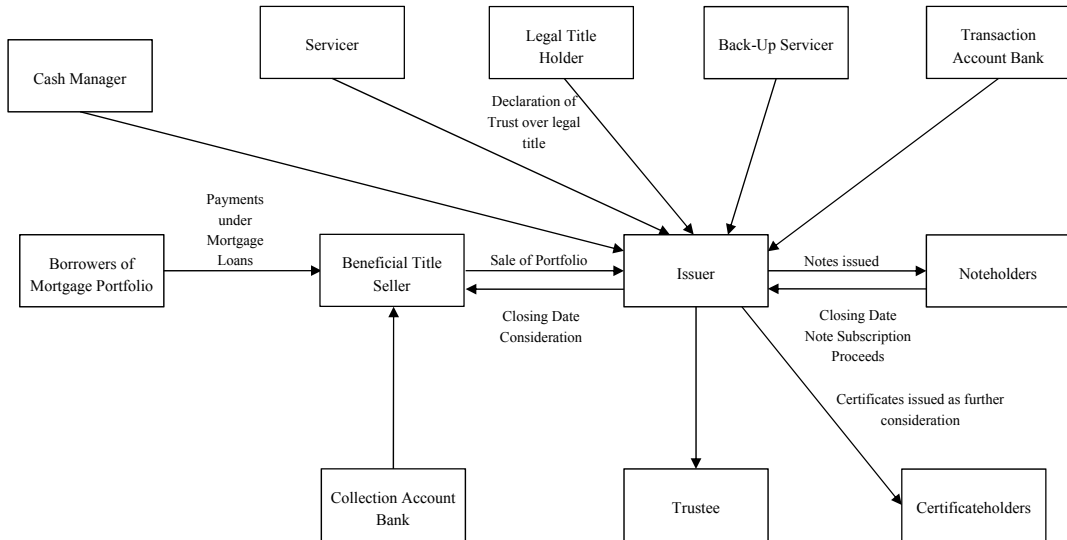 Cash Manager
Servicer
Legal Title
Holder
Back-Up Servicer
Transaction
Account Bank
Declaration of
Trust over legal
title
Payments
under
Mortgage
Loans
Borrowers of
Mortgage Portfolio
Beneficial Title
Seller
Sale of Portfolio
Issuer
Notes issued
Noteholders
Closing Date
Consideration
Closing Date
Note Subscription
Proceeds
Certificates issued as further
consideration
Collection Account
Bank
Trustee
Certificateholders